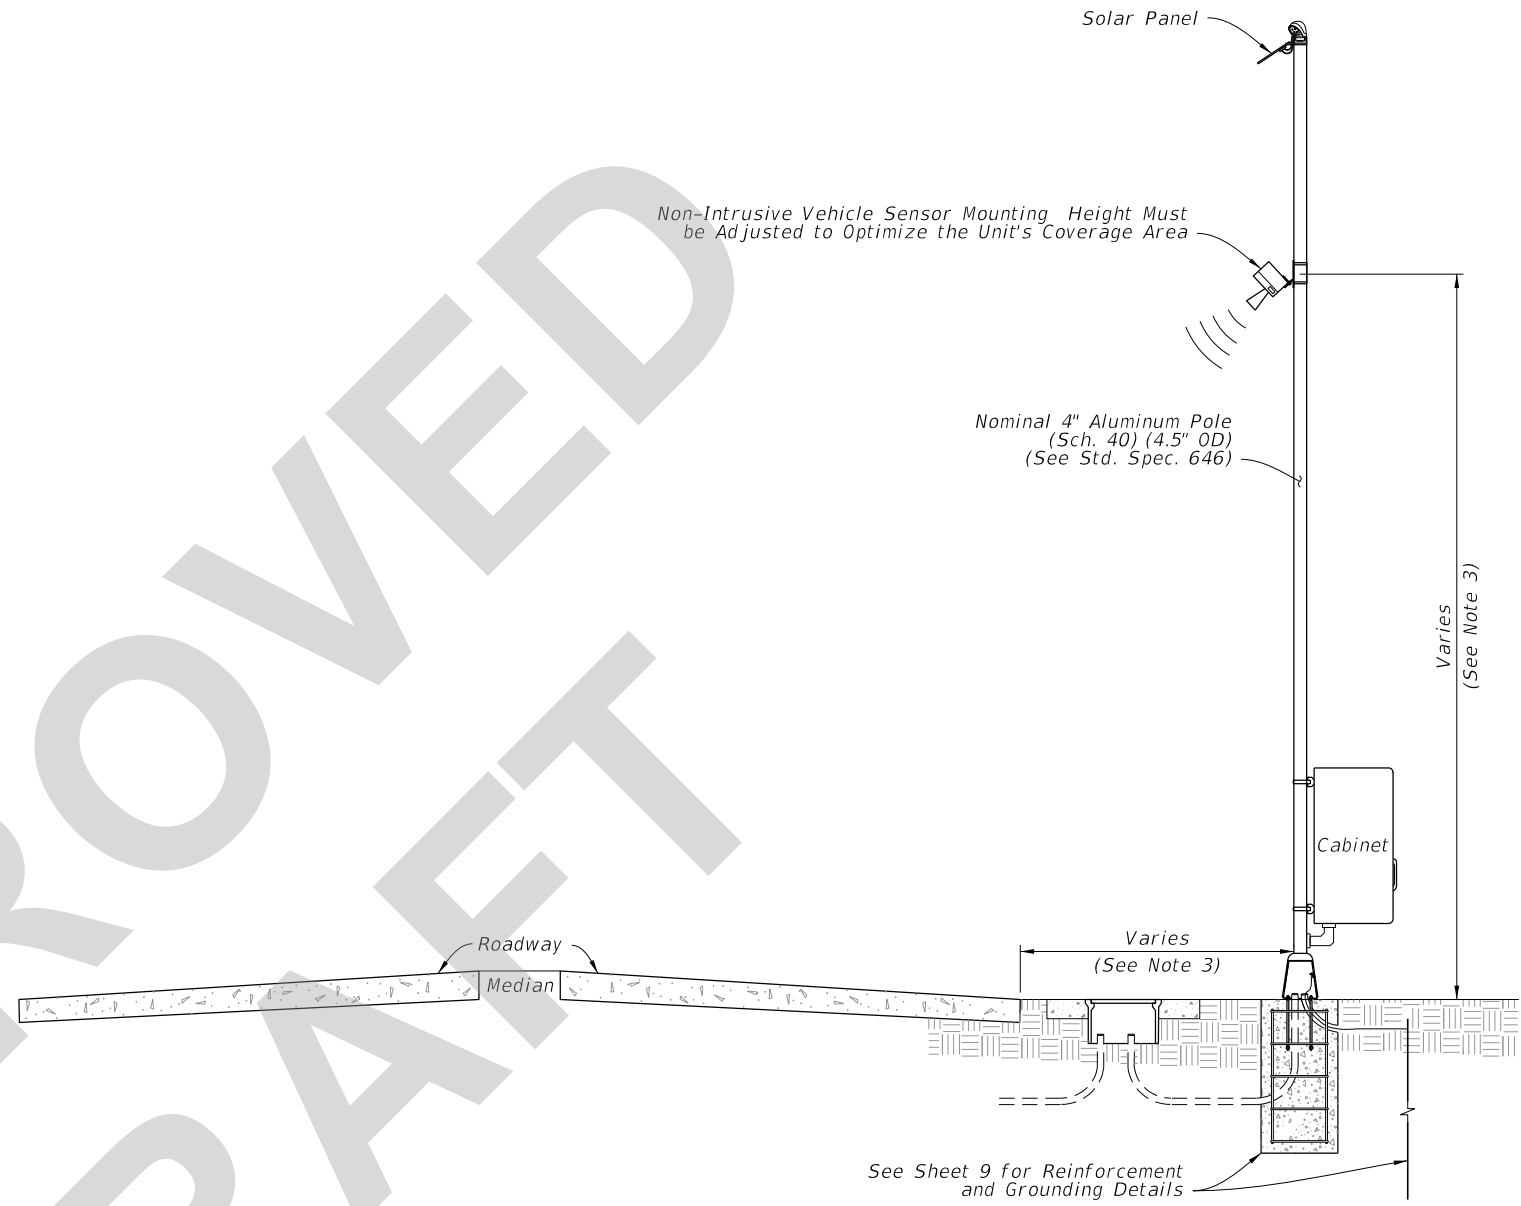 Solar Panel
Non-Intrusive Vehicle Sensor Mounting Height Must
be Adjusted to Optimize the Unit's Coverage Area
Nominal 4" Aluminum Pole
(Sch. 40) (4.5" OD)
(See Std. Spec. 646)
Varies
(See Note 3)
Cabinet
Roadway
Median
Varies
(See Note 3)
See Sheet 9 for Reinforcement
and Grounding Details
ROVED
RAFT